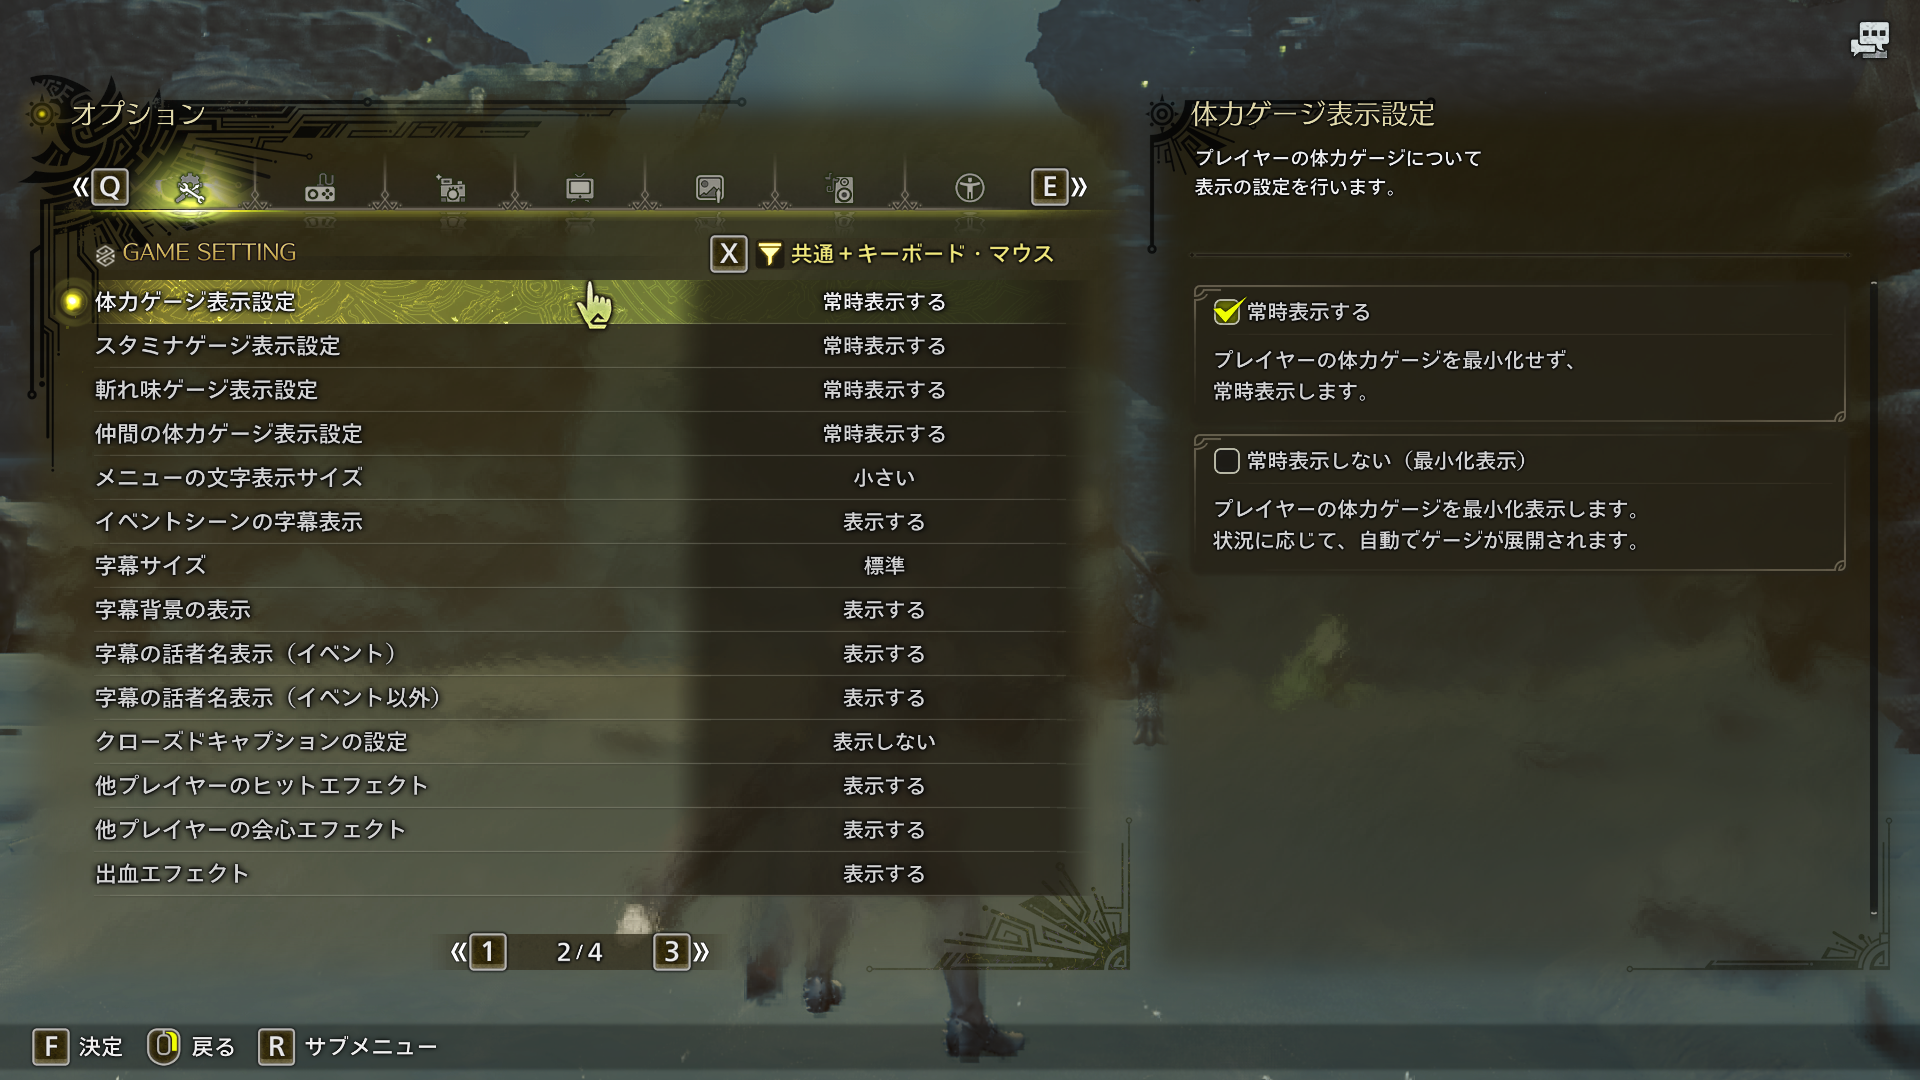 オプション
Q
E
GAME SETTING
X 共通+キーボード・マウス
体力ゲージ表示設定 常時表示する
スタミナゲージ表示設定 常時表示する
斬れ味ゲージ表示設定 常時表示する
仲間の体力ゲージ表示設定 常時表示する
メニューの文字表示サイズ 小さい
イベントシーンの字幕表示 表示する
字幕サイズ 標準
字幕背景の表示 表示する
字幕の話者名表示（イベント） 表示する
字幕の話者名表示（イベント以外） 表示する
クローズドキャプションの設定 表示しない
他プレイヤーのヒットエフェクト 表示する
他プレイヤーの会心エフェクト 表示する
出血エフェクト 表示する
1 2/4 3
体力ゲージ表示設定
プレイヤーの体力ゲージについて
表示の設定を行います。
常時表示する
プレイヤーの体力ゲージを最小化せず、
常時表示します。
常時表示しない（最小化表示）
プレイヤーの体力ゲージを最小化表示します。
状況に応じて、自動でゲージが展開されます。
F 決定 戻る R サブメニュー